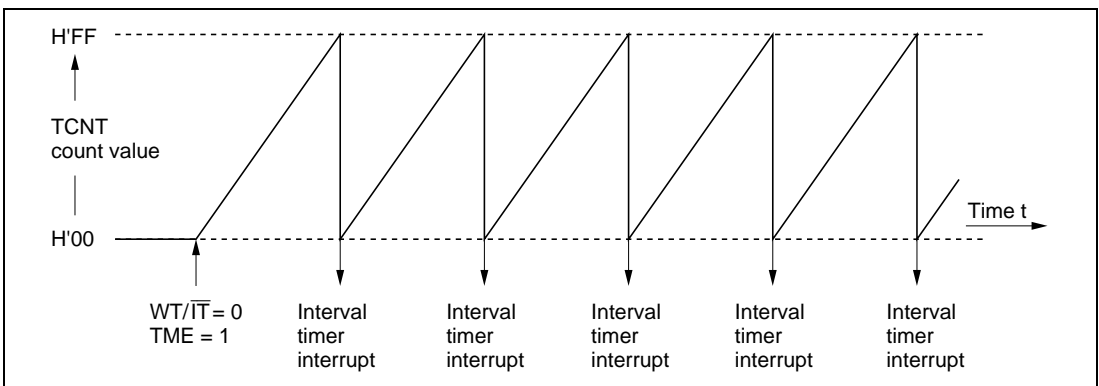 H'FF
TCNT
count value
Time t
H'00
WT/I̅T̅ = 0
TME = 1
Interval
timer
interrupt
Interval
timer
interrupt
Interval
timer
interrupt
Interval
timer
interrupt
Interval
timer
interrupt